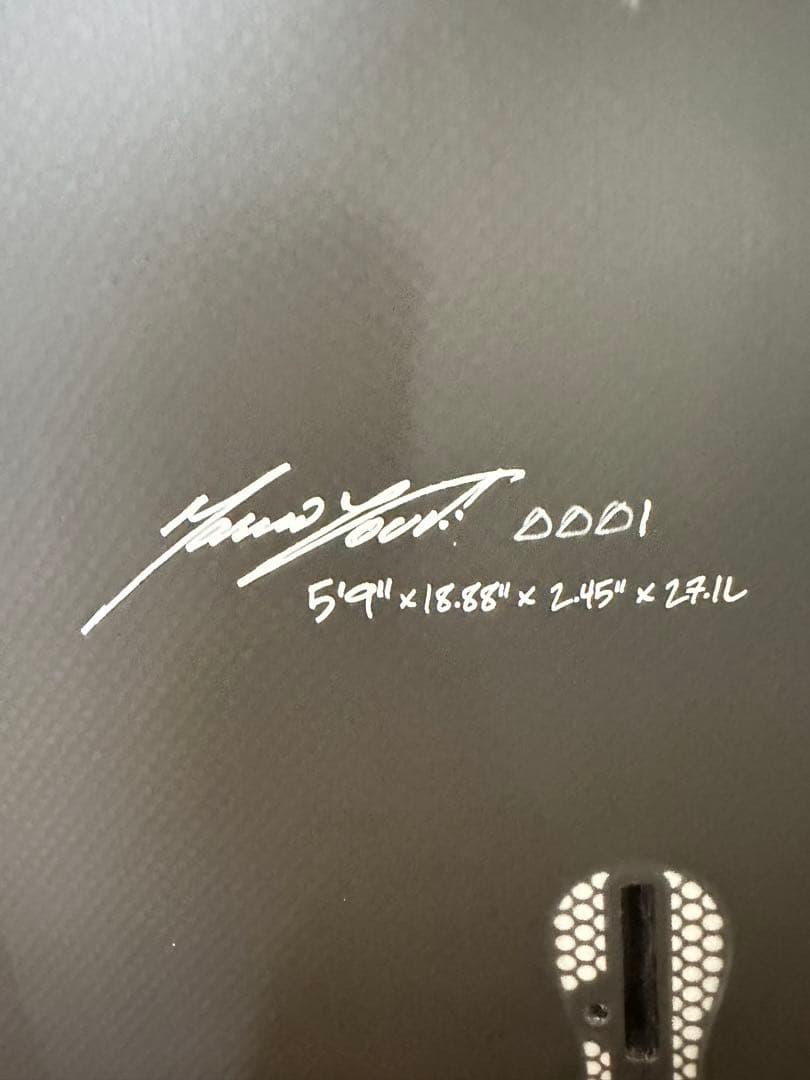 0001
5'9" x 18.88" x 2.45" x 27.1L